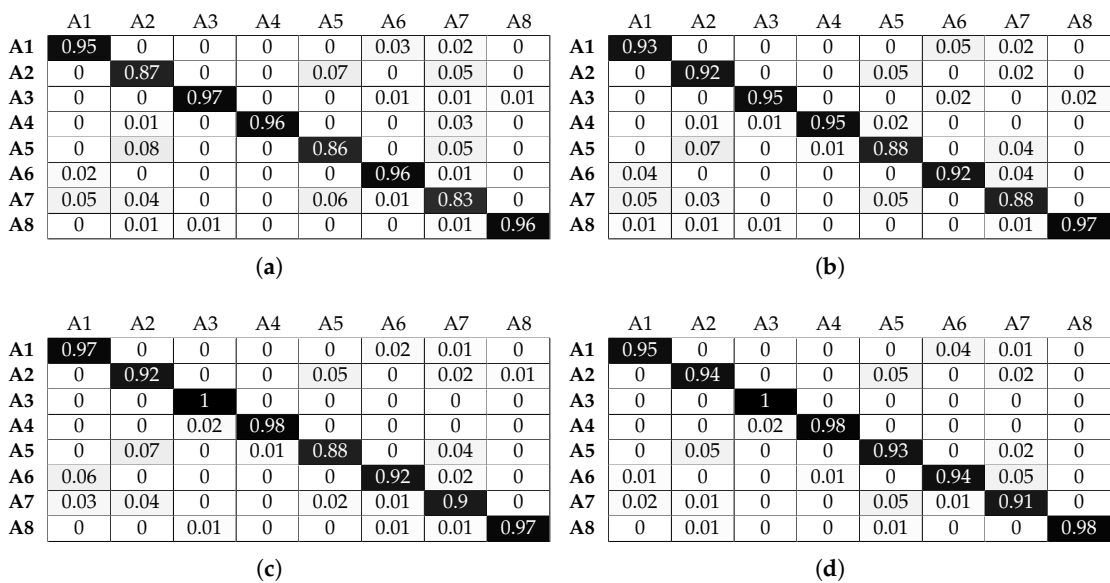 A1 A2 A3 A4 A5 A6 A7 A8
A1 0.95 0 0 0 0 0.03 0.02 0
A2 0 0.87 0 0 0.07 0 0.05 0
A3 0 0 0.97 0 0 0.01 0.01 0.01
A4 0 0.01 0 0.96 0 0 0.03 0
A5 0 0.08 0 0 0.86 0 0.05 0
A6 0.02 0 0 0 0 0.96 0.01 0
A7 0.05 0.04 0 0 0.06 0.01 0.83 0
A8 0 0.01 0.01 0 0 0 0.01 0.96
(a)
A1 A2 A3 A4 A5 A6 A7 A8
A1 0.93 0 0 0 0 0.05 0.02 0
A2 0 0.92 0 0 0.05 0 0.02 0
A3 0 0 0.95 0 0 0.02 0 0.02
A4 0 0.01 0.01 0.95 0.02 0 0 0
A5 0 0.07 0 0.01 0.88 0 0.04 0
A6 0.04 0 0 0 0 0.92 0.04 0
A7 0.05 0.03 0 0 0.05 0 0.88 0
A8 0.01 0.01 0.01 0 0 0 0.01 0.97
(b)
A1 A2 A3 A4 A5 A6 A7 A8
A1 0.97 0 0 0 0 0.02 0.01 0
A2 0 0.92 0 0 0.05 0 0.02 0.01
A3 0 0 1 0 0 0 0 0
A4 0 0 0.02 0.98 0 0 0 0
A5 0 0.07 0 0.01 0.88 0 0.04 0
A6 0.06 0 0 0 0 0.92 0.02 0
A7 0.03 0.04 0 0 0.02 0.01 0.9 0
A8 0 0 0.01 0 0 0.01 0.01 0.97
(c)
A1 A2 A3 A4 A5 A6 A7 A8
A1 0.95 0 0 0 0 0.04 0.01 0
A2 0 0.94 0 0 0.05 0 0.02 0
A3 0 0 1 0 0 0 0 0
A4 0 0 0.02 0.98 0 0 0 0
A5 0 0.05 0 0 0.93 0 0.02 0
A6 0.01 0 0 0.01 0 0.94 0.05 0
A7 0.02 0.01 0 0 0.05 0.01 0.91 0
A8 0 0.01 0 0 0.01 0 0 0.98
(d)